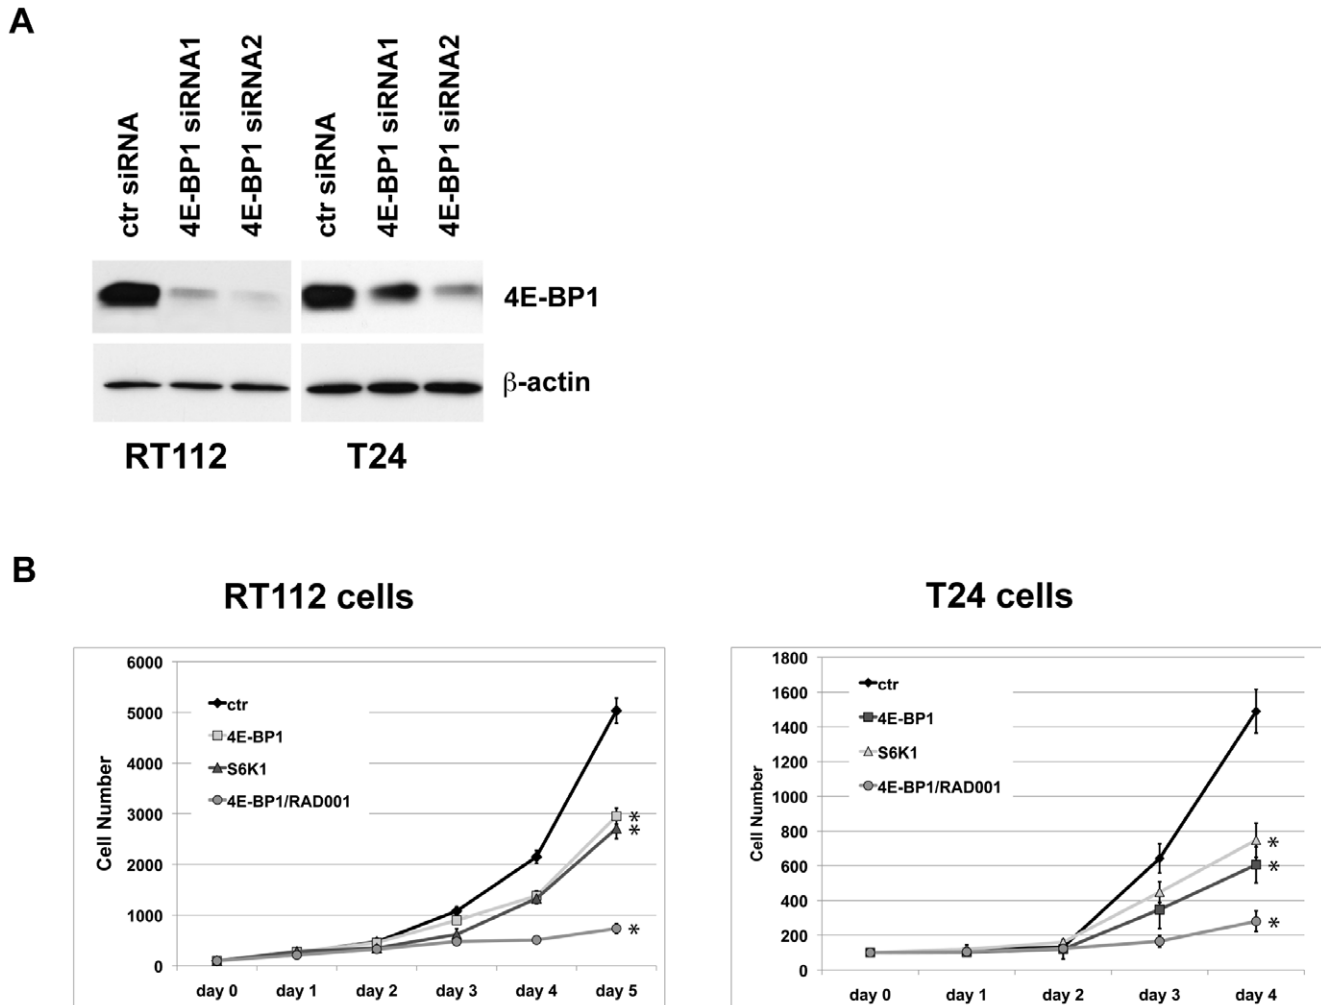 A
ctr siRNA
4E-BP1 siRNA1
4E-BP1 siRNA2
ctr siRNA
4E-BP1 siRNA1
4E-BP1 siRNA2
4E-BP1
β-actin
RT112
T24
B
RT112 cells
Cell Number
6000
5000
4000
3000
2000
1000
0
ctr
4E-BP1
S6K1
4E-BP1/RAD001
*
*
*
day 0 day 1 day 2 day 3 day 4 day 5
T24 cells
Cell Number
1800
1600
1400
1200
1000
800
600
400
200
0
ctr
4E-BP1
S6K1
4E-BP1/RAD001
*
*
*
day 0 day 1 day 2 day 3 day 4